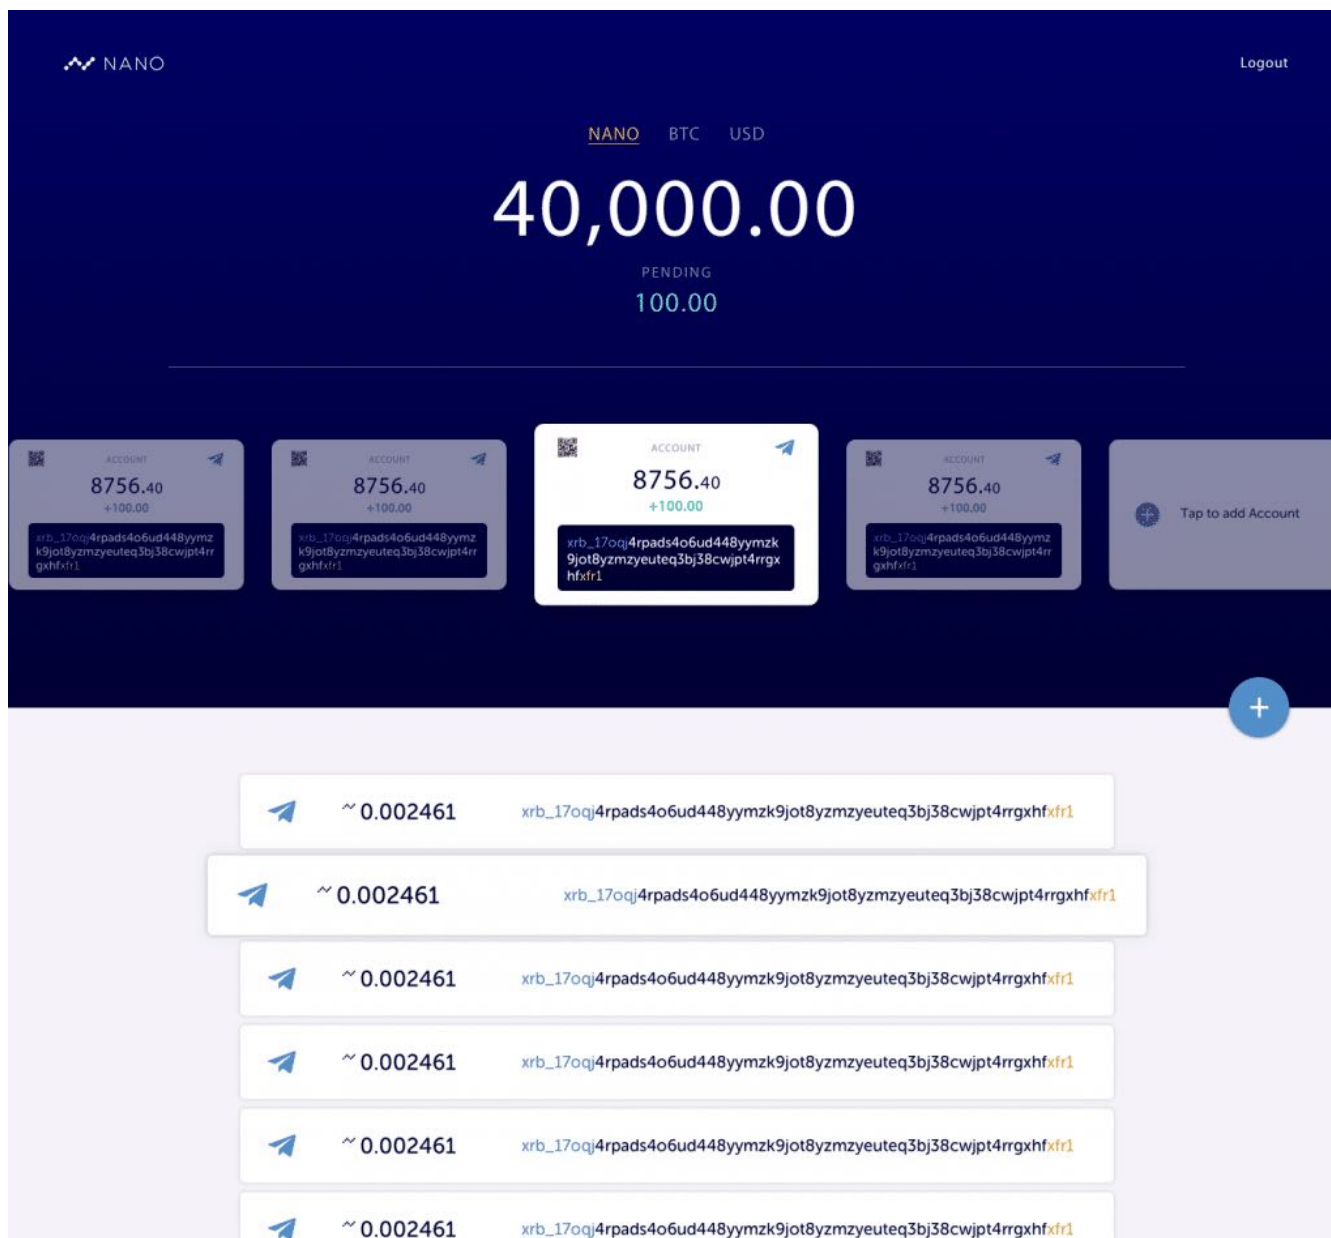 NANO
Logout
NANO BTC USD
40,000.00
PENDING
100.00
ACCOUNT
8756.40
+100.00
xrb_17oqj4rpads4o6ud448yymz
k9jot8yzmzyeuteq3bj38cwjpt4rr
gxhfxfr1
ACCOUNT
8756.40
+100.00
xrb_17oqj4rpads4o6ud448yymz
k9jot8yzmzyeuteq3bj38cwjpt4rr
gxhfxfr1
ACCOUNT
8756.40
+100.00
xrb_17oqj4rpads4o6ud448yymzk
9jot8yzmzyeuteq3bj38cwjpt4rrgx
hfxfr1
ACCOUNT
8756.40
+100.00
xrb_17oqj4rpads4o6ud448yymz
k9jot8yzmzyeuteq3bj38cwjpt4rr
gxhfxfr1
Tap to add Account
+
~0.002461 xrb_17oqj4rpads4o6ud448yymzk9jot8yzmzyeuteq3bj38cwjpt4rrgxhfxfr1
~0.002461 xrb_17oqj4rpads4o6ud448yymzk9jot8yzmzyeuteq3bj38cwjpt4rrgxhfxfr1
~0.002461 xrb_17oqj4rpads4o6ud448yymzk9jot8yzmzyeuteq3bj38cwjpt4rrgxhfxfr1
~0.002461 xrb_17oqj4rpads4o6ud448yymzk9jot8yzmzyeuteq3bj38cwjpt4rrgxhfxfr1
~0.002461 xrb_17oqj4rpads4o6ud448yymzk9jot8yzmzyeuteq3bj38cwjpt4rrgxhfxfr1
~0.002461 xrb_17oqj4rpads4o6ud448yymzk9jot8yzmzyeuteq3bj38cwjpt4rrgxhfxfr1